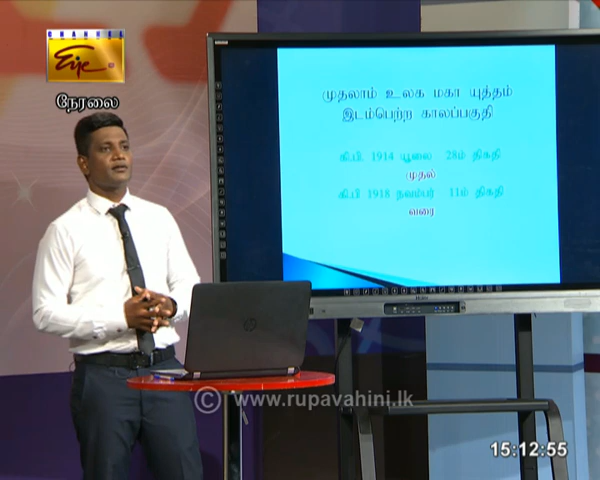 CHANNEL
Eye
நேரலை
முதலாம் உலக மகா யுத்தம்
இடம்பெற்ற காலப்பகுதி
கி.பி. 1914 யூலை 28ம் திகதி
முதல்
கி.பி 1918 நவம்பர் 11ம் திகதி
வரை
hp
© www.rupavahini.lk
15:12:55